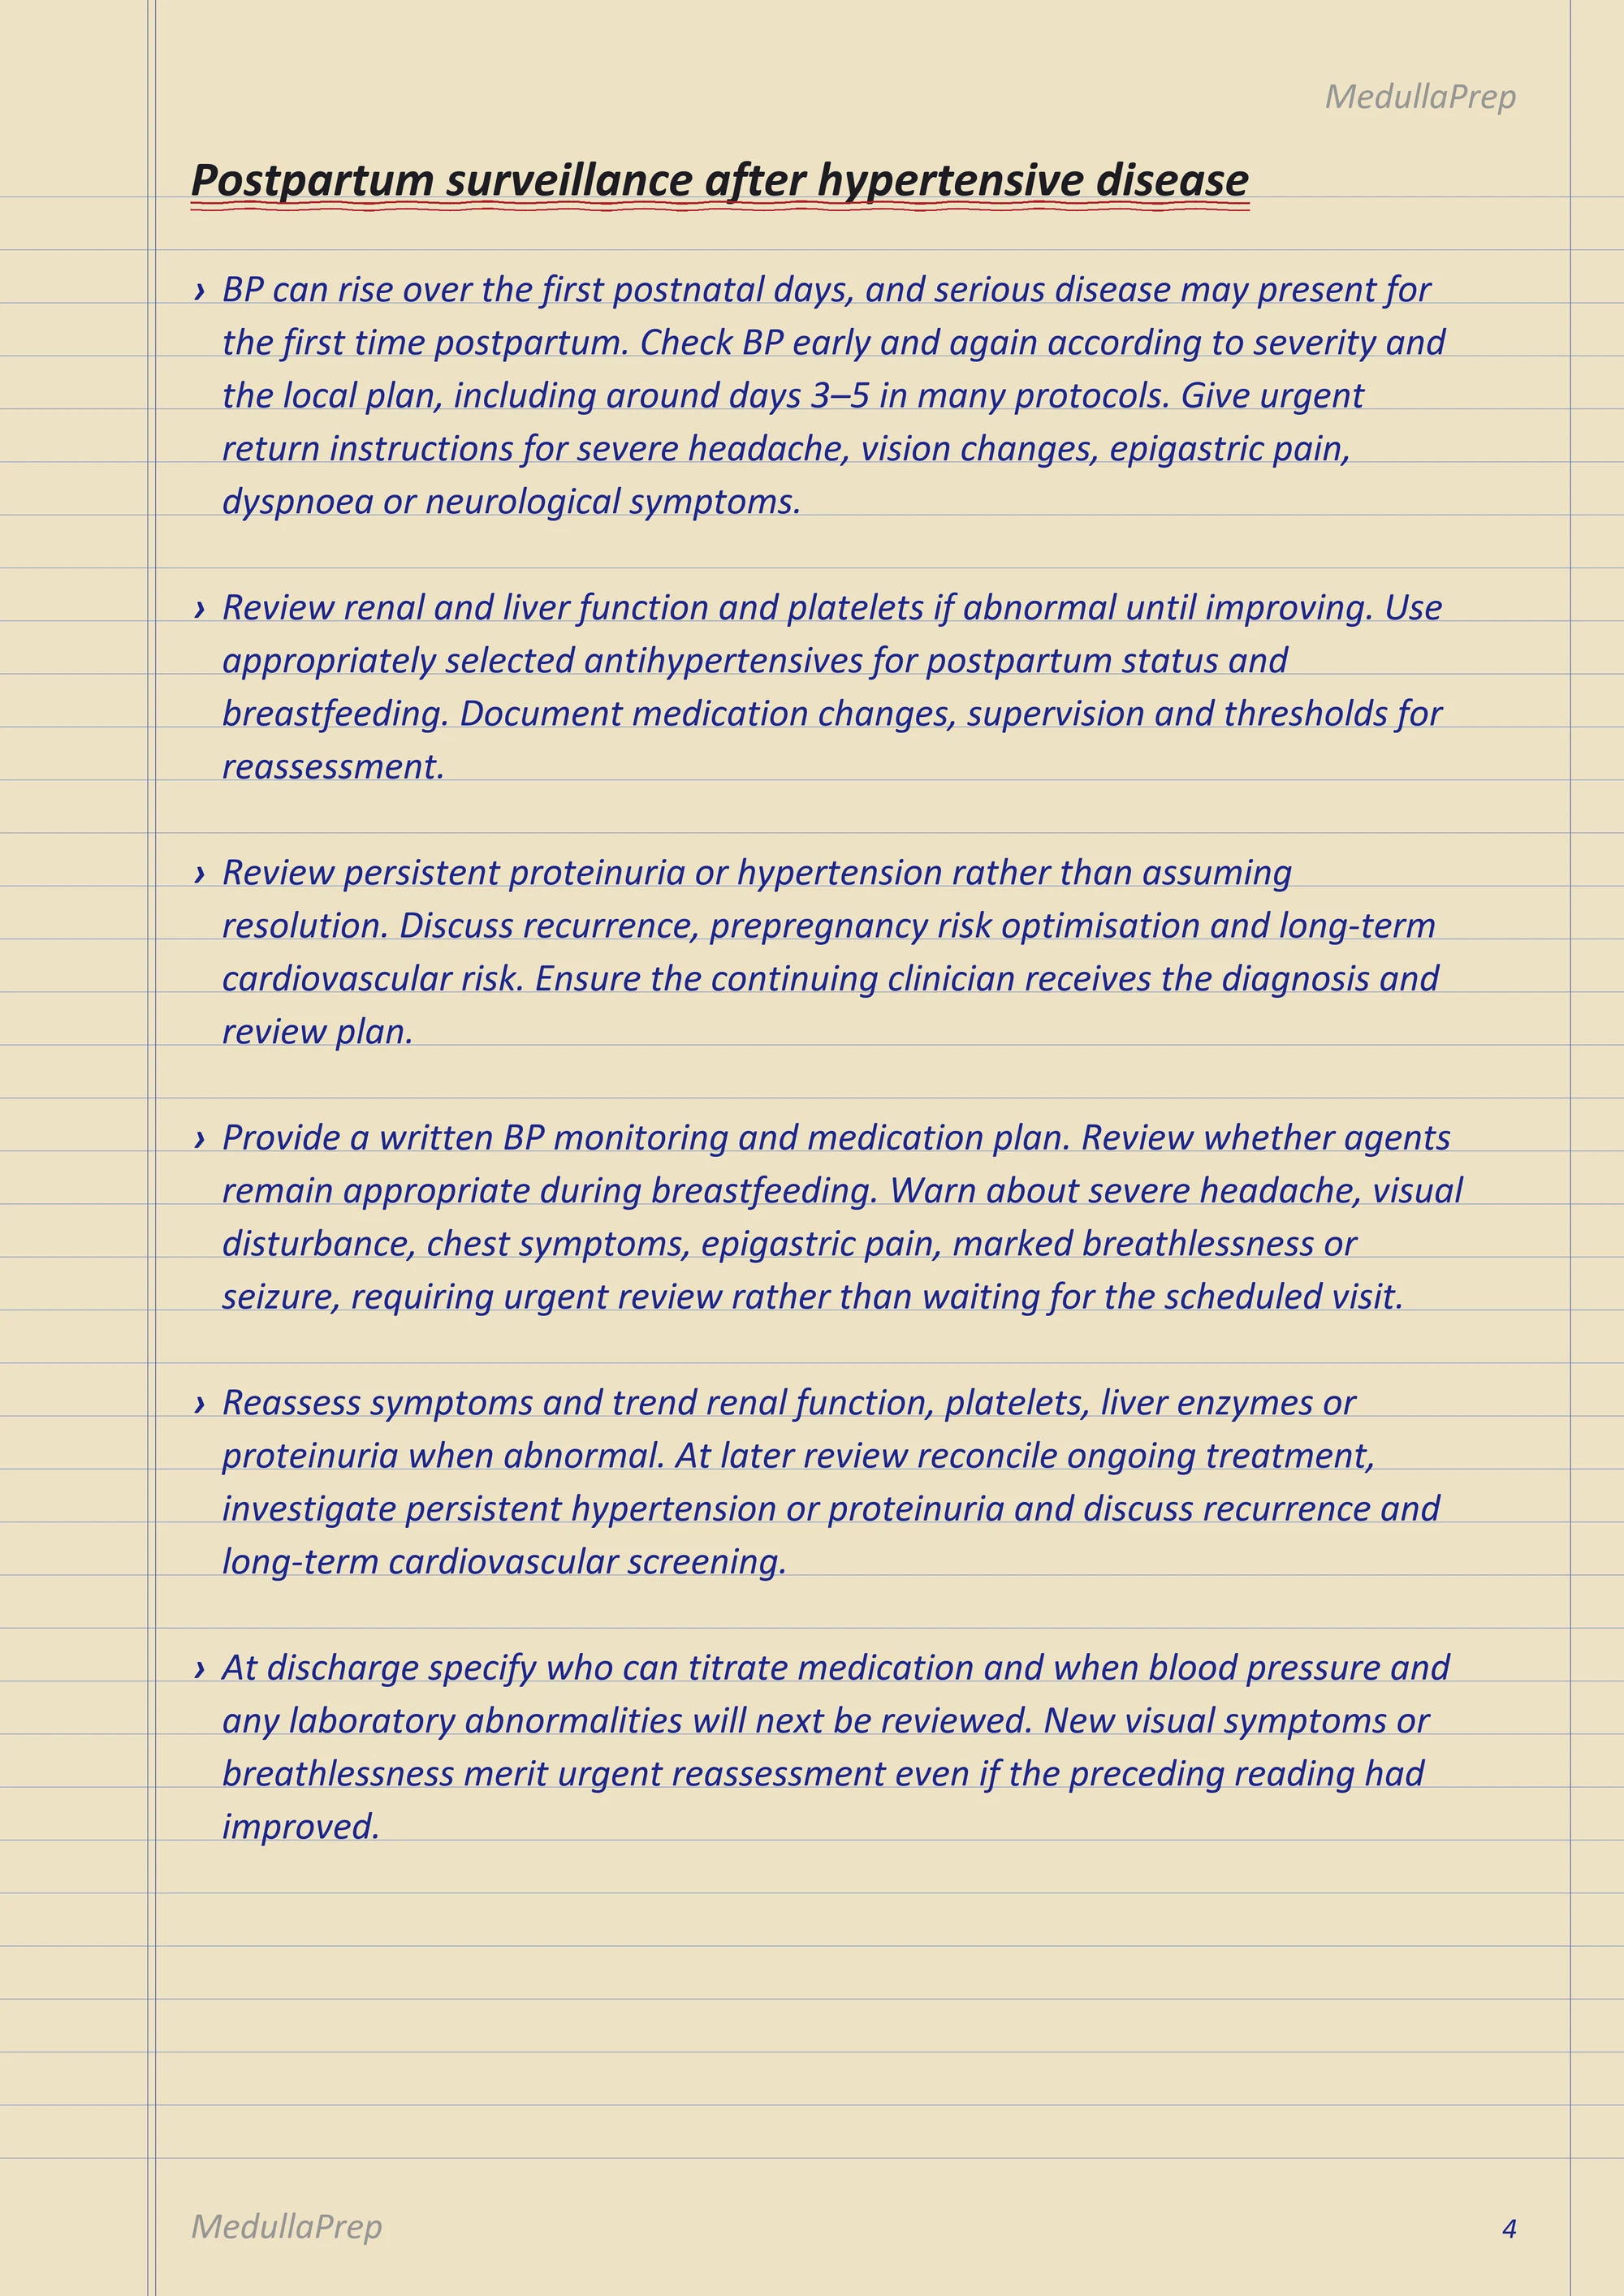 MedullaPrep
Postpartum surveillance after hypertensive disease
› BP can rise over the first postnatal days, and serious disease may present for
the first time postpartum. Check BP early and again according to severity and
the local plan, including around days 3–5 in many protocols. Give urgent
return instructions for severe headache, vision changes, epigastric pain,
dyspnoea or neurological symptoms.
› Review renal and liver function and platelets if abnormal until improving. Use
appropriately selected antihypertensives for postpartum status and
breastfeeding. Document medication changes, supervision and thresholds for
reassessment.
› Review persistent proteinuria or hypertension rather than assuming
resolution. Discuss recurrence, prepregnancy risk optimisation and long-term
cardiovascular risk. Ensure the continuing clinician receives the diagnosis and
review plan.
› Provide a written BP monitoring and medication plan. Review whether agents
remain appropriate during breastfeeding. Warn about severe headache, visual
disturbance, chest symptoms, epigastric pain, marked breathlessness or
seizure, requiring urgent review rather than waiting for the scheduled visit.
› Reassess symptoms and trend renal function, platelets, liver enzymes or
proteinuria when abnormal. At later review reconcile ongoing treatment,
investigate persistent hypertension or proteinuria and discuss recurrence and
long-term cardiovascular screening.
› At discharge specify who can titrate medication and when blood pressure and
any laboratory abnormalities will next be reviewed. New visual symptoms or
breathlessness merit urgent reassessment even if the preceding reading had
improved.
MedullaPrep
4